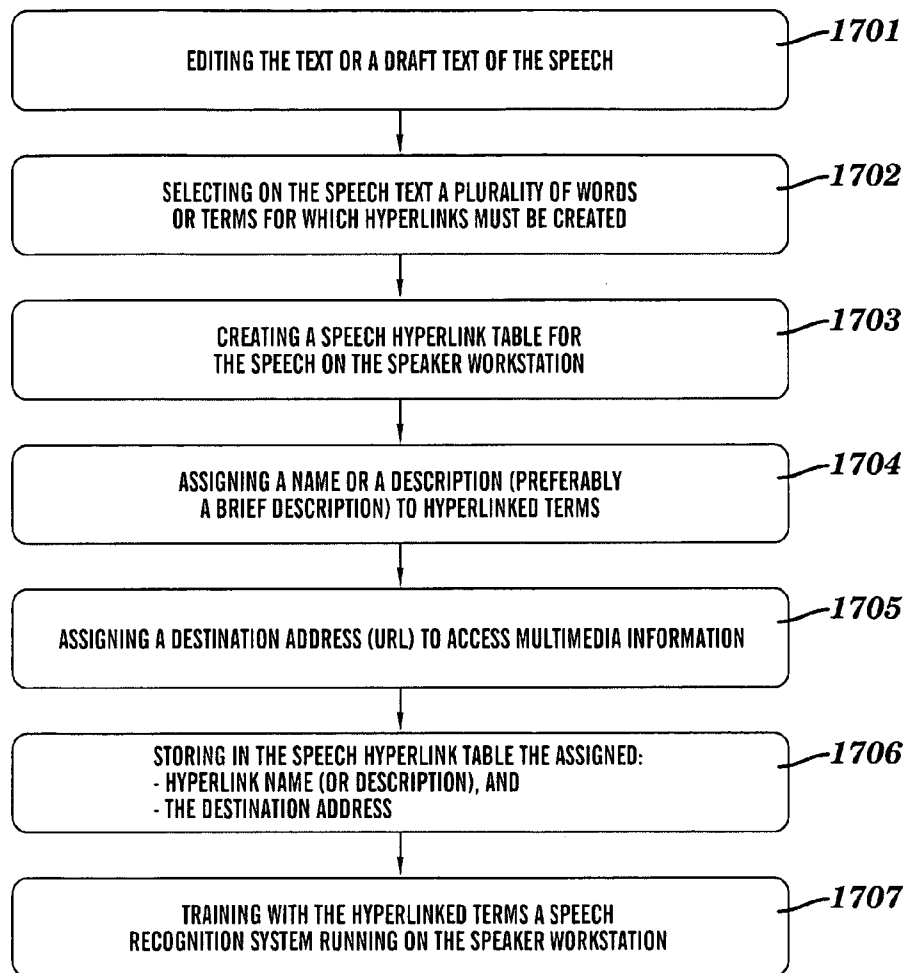 1701
EDITING THE TEXT OR A DRAFT TEXT OF THE SPEECH
1702
SELECTING ON THE SPEECH TEXT A PLURALITY OF WORDS
OR TERMS FOR WHICH HYPERLINKS MUST BE CREATED
1703
CREATING A SPEECH HYPERLINK TABLE FOR
THE SPEECH ON THE SPEAKER WORKSTATION
1704
ASSIGNING A NAME OR A DESCRIPTION (PREFERABLY
A BRIEF DESCRIPTION) TO HYPERLINKED TERMS
1705
ASSIGNING A DESTINATION ADDRESS (URL) TO ACCESS MULTIMEDIA INFORMATION
1706
STORING IN THE SPEECH HYPERLINK TABLE THE ASSIGNED:
- HYPERLINK NAME (OR DESCRIPTION), AND
- THE DESTINATION ADDRESS
1707
TRAINING WITH THE HYPERLINKED TERMS A SPEECH
RECOGNITION SYSTEM RUNNING ON THE SPEAKER WORKSTATION